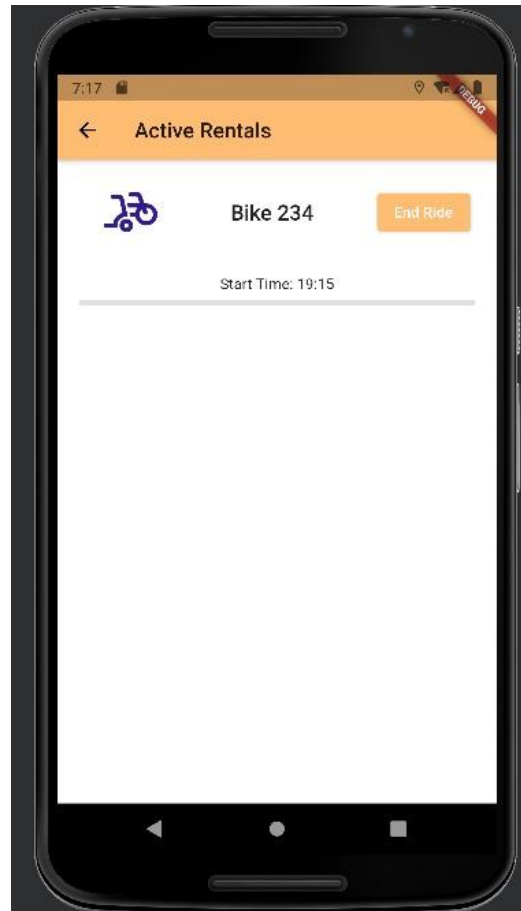 7:17
DEBUG
Active Rentals
Bike 234
End Ride
Start Time: 19:15